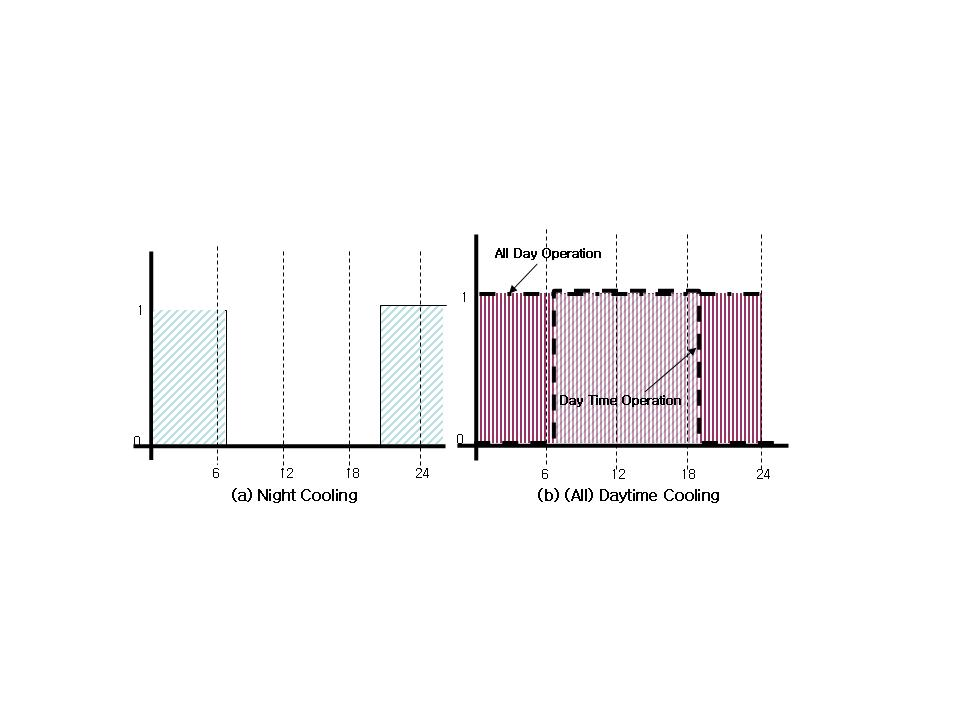 All Day Operation
1
1
Day Time Operation
0
0
6 12 18 24
6 12 18 24
(a) Night Cooling
(b) (All) Daytime Cooling